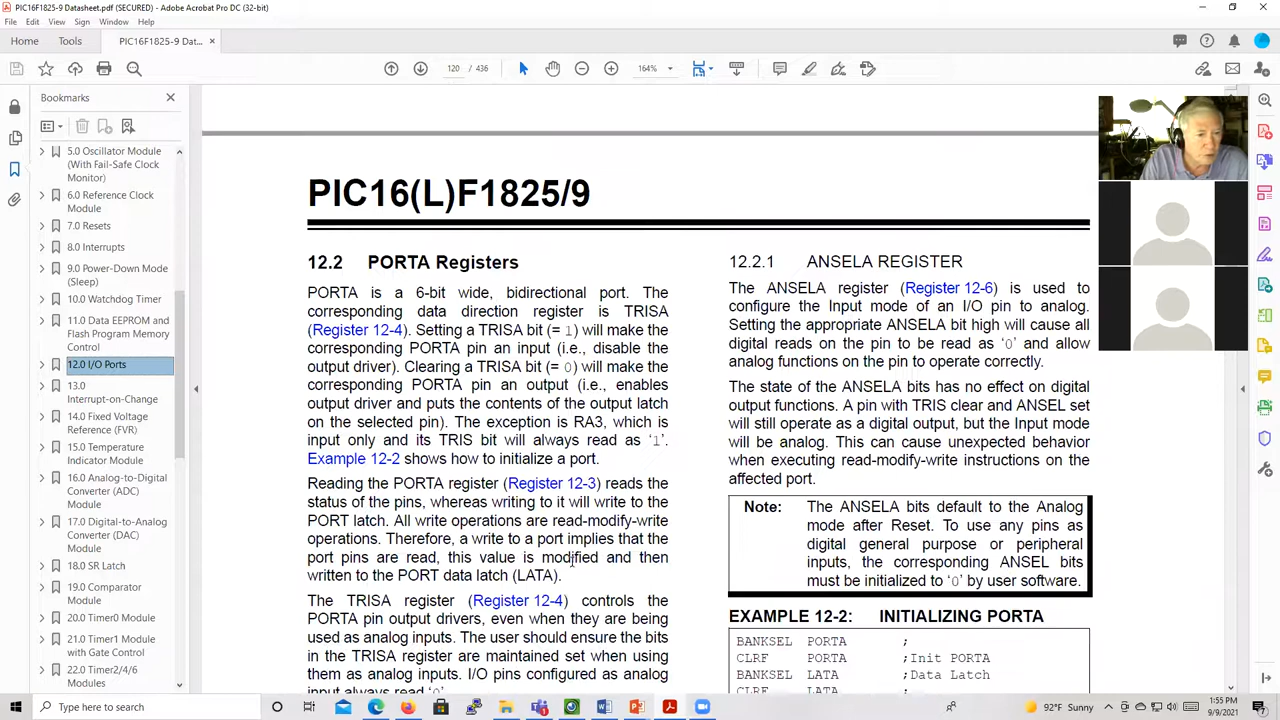 PIC16F1825-9 Datasheet.pdf (SECURED) - Adobe Acrobat Pro DC (32-bit)
File Edit View Sign Window Help
Home Tools PIC16F1825-9 Dat... ×
120 / 436 164%
Bookmarks
5.0 Oscillator Module
(With Fail-Safe Clock
Monitor)
6.0 Reference Clock
Module
7.0 Resets
8.0 Interrupts
9.0 Power-Down Mode
(Sleep)
10.0 Watchdog Timer
11.0 Data EEPROM and
Flash Program Memory
Control
12.0 I/O Ports
13.0
Interrupt-on-Change
14.0 Fixed Voltage
Reference (FVR)
15.0 Temperature
Indicator Module
16.0 Analog-to-Digital
Converter (ADC)
Module
17.0 Digital-to-Analog
Converter (DAC)
Module
18.0 SR Latch
19.0 Comparator
Module
20.0 Timer0 Module
21.0 Timer1 Module
with Gate Control
22.0 Timer2/4/6
Modules
PIC16(L)F1825/9
12.2 PORTA Registers
PORTA is a 6-bit wide, bidirectional port. The
corresponding data direction register is TRISA
(Register 12-4). Setting a TRISA bit (= 1) will make the
corresponding PORTA pin an input (i.e., disable the
output driver). Clearing a TRISA bit (= 0) will make the
corresponding PORTA pin an output (i.e., enables
output driver and puts the contents of the output latch
on the selected pin). The exception is RA3, which is
input only and its TRIS bit will always read as ‘1’.
Example 12-2 shows how to initialize a port.
Reading the PORTA register (Register 12-3) reads the
status of the pins, whereas writing to it will write to the
PORT latch. All write operations are read-modify-write
operations. Therefore, a write to a port implies that the
port pins are read, this value is modified and then
written to the PORT data latch (LATA).
The TRISA register (Register 12-4) controls the
PORTA pin output drivers, even when they are being
used as analog inputs. The user should ensure the bits
in the TRISA register are maintained set when using
them as analog inputs. I/O pins configured as analog
input always read ‘0’.
12.2.1 ANSELA REGISTER
The ANSELA register (Register 12-6) is used to
configure the Input mode of an I/O pin to analog.
Setting the appropriate ANSELA bit high will cause all
digital reads on the pin to be read as ‘0’ and allow
analog functions on the pin to operate correctly.
The state of the ANSELA bits has no effect on digital
output functions. A pin with TRIS clear and ANSEL set
will still operate as a digital output, but the Input mode
will be analog. This can cause unexpected behavior
when executing read-modify-write instructions on the
affected port.
Note: The ANSELA bits default to the Analog
mode after Reset. To use any pins as
digital general purpose or peripheral
inputs, the corresponding ANSEL bits
must be initialized to ‘0’ by user software.
EXAMPLE 12-2: INITIALIZING PORTA
BANKSEL PORTA ;
CLRF PORTA ;Init PORTA
BANKSEL LATA ;Data Latch
CLRF LATA ;
Type here to search
92°F Sunny
1:55 PM
9/9/2021